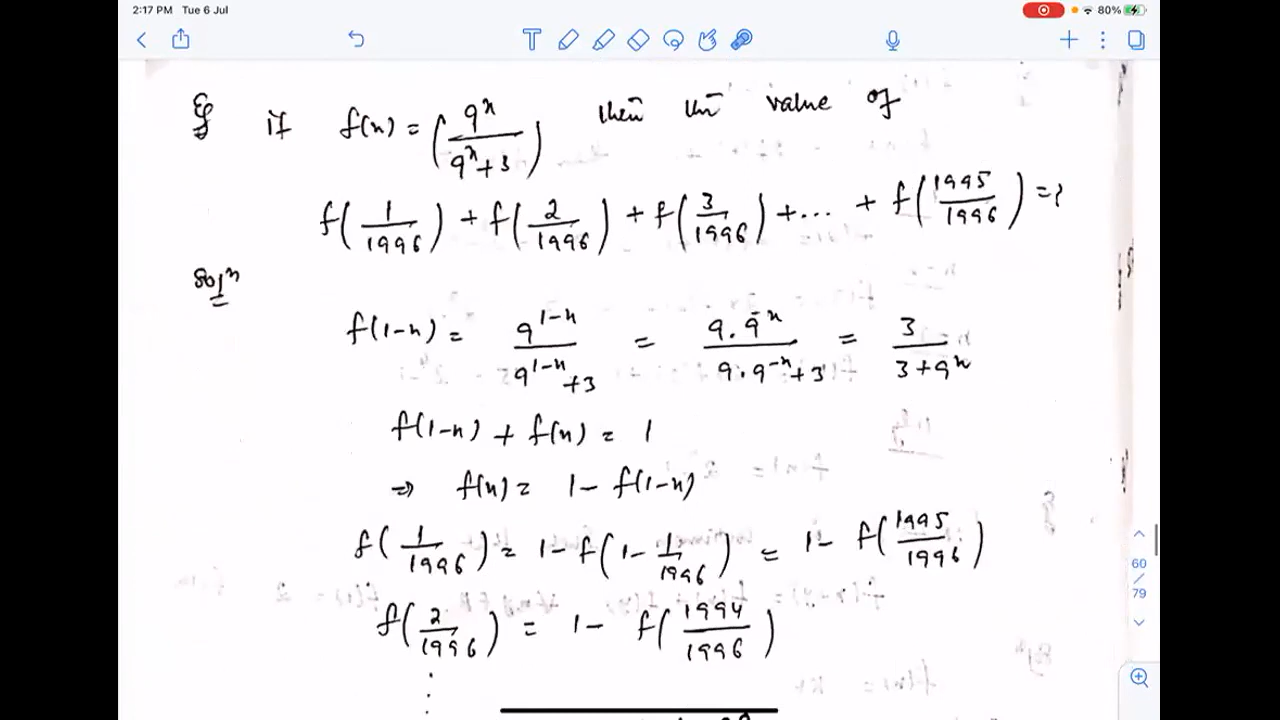 2:17 PM Tue 6 Jul
80%
Eg if f(x) = (9^x / 9^x+3) then the value of
f(1/1996) + f(2/1996) + f(3/1996) + ... + f(1995/1996) = ?
Solⁿ
f(1-x) = 9^(1-x) / 9^(1-x)+3 = 9.9^-x / 9.9^-x+3 = 3 / 3+9^x
f(1-x) + f(x) = 1
⇒ f(x) = 1 - f(1-x)
f(1/1996) = 1 - f(1 - 1/1996) = 1 - f(1995/1996)
f(2/1996) = 1 - f(1994/1996)
⋮
60
/
79